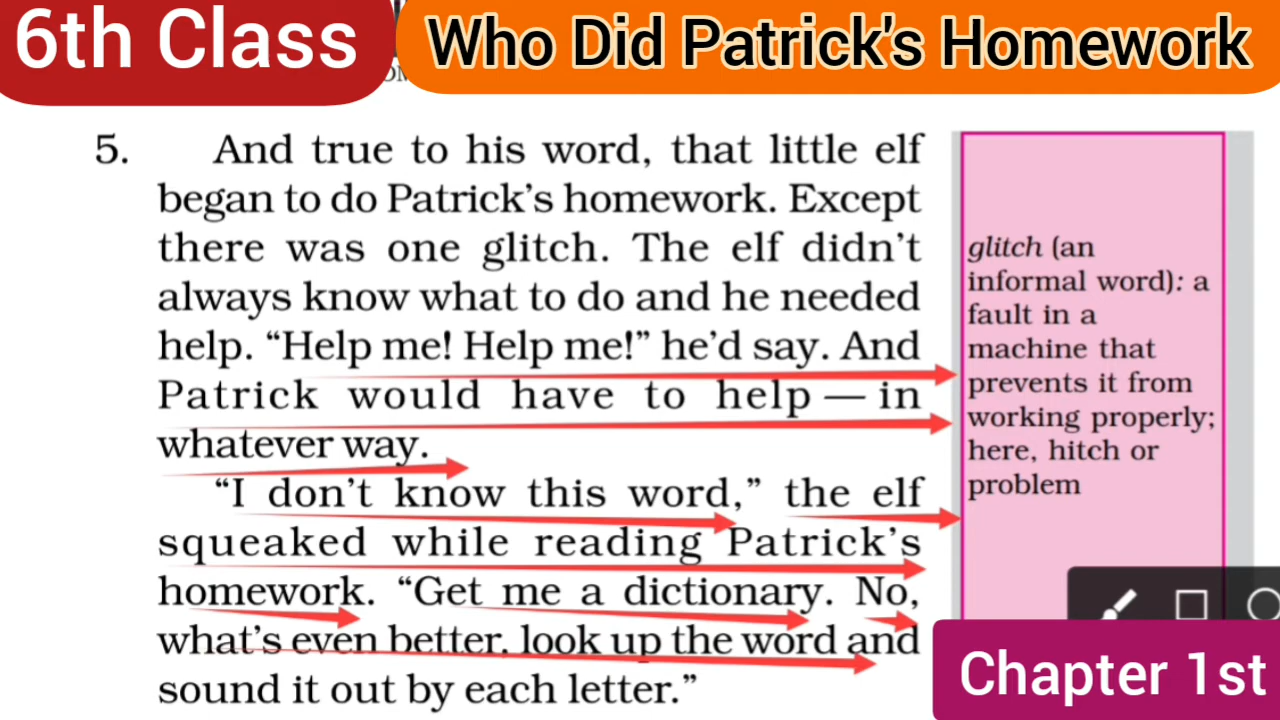 6th Class
Who Did Patrick's Homework
5. And true to his word, that little elf
began to do Patrick’s homework. Except
there was one glitch. The elf didn’t
always know what to do and he needed
help. “Help me! Help me!” he’d say. And
Patrick would have to help — in
whatever way.
“I don’t know this word,” the elf
squeaked while reading Patrick’s
homework. “Get me a dictionary. No,
what’s even better, look up the word and
sound it out by each letter.”
glitch (an
informal word): a
fault in a
machine that
prevents it from
working properly;
here, hitch or
problem
Chapter 1st